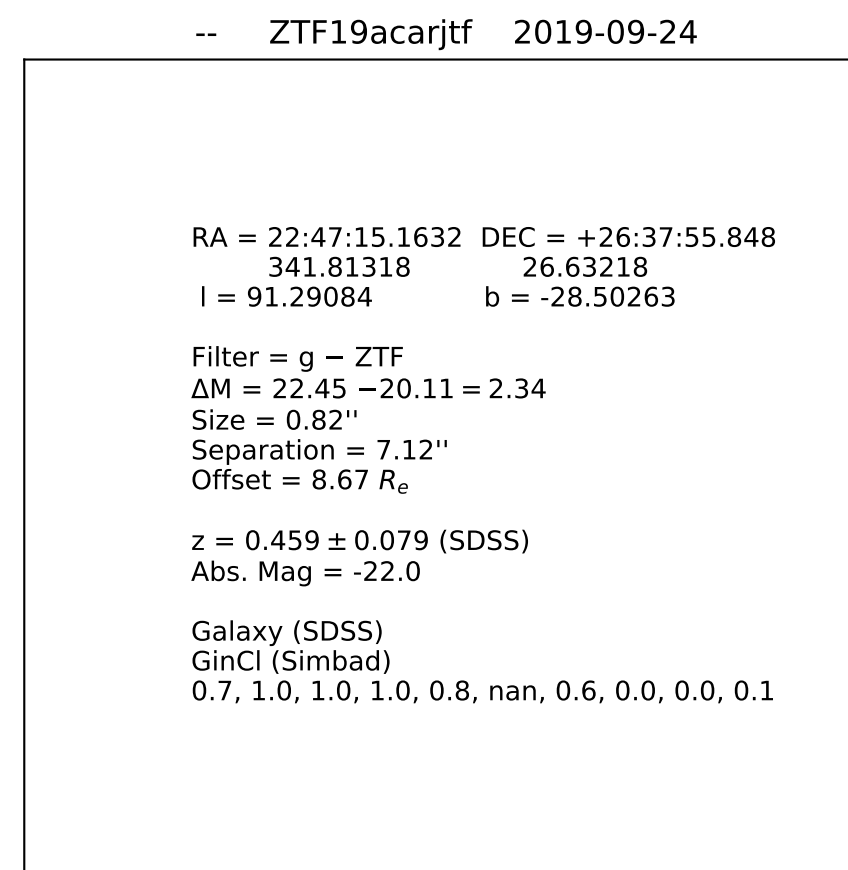 -- ZTF19acarjtf 2019-09-24
RA = 22:47:15.1632 DEC = +26:37:55.848
341.81318 26.63218
l = 91.29084 b = -28.50263
Filter = g − ZTF
ΔM = 22.45 −20.11 = 2.34
Size = 0.82''
Separation = 7.12''
Offset = 8.67 Rₑ
z = 0.459 ± 0.079 (SDSS)
Abs. Mag = -22.0
Galaxy (SDSS)
GinCl (Simbad)
0.7, 1.0, 1.0, 1.0, 0.8, nan, 0.6, 0.0, 0.0, 0.1